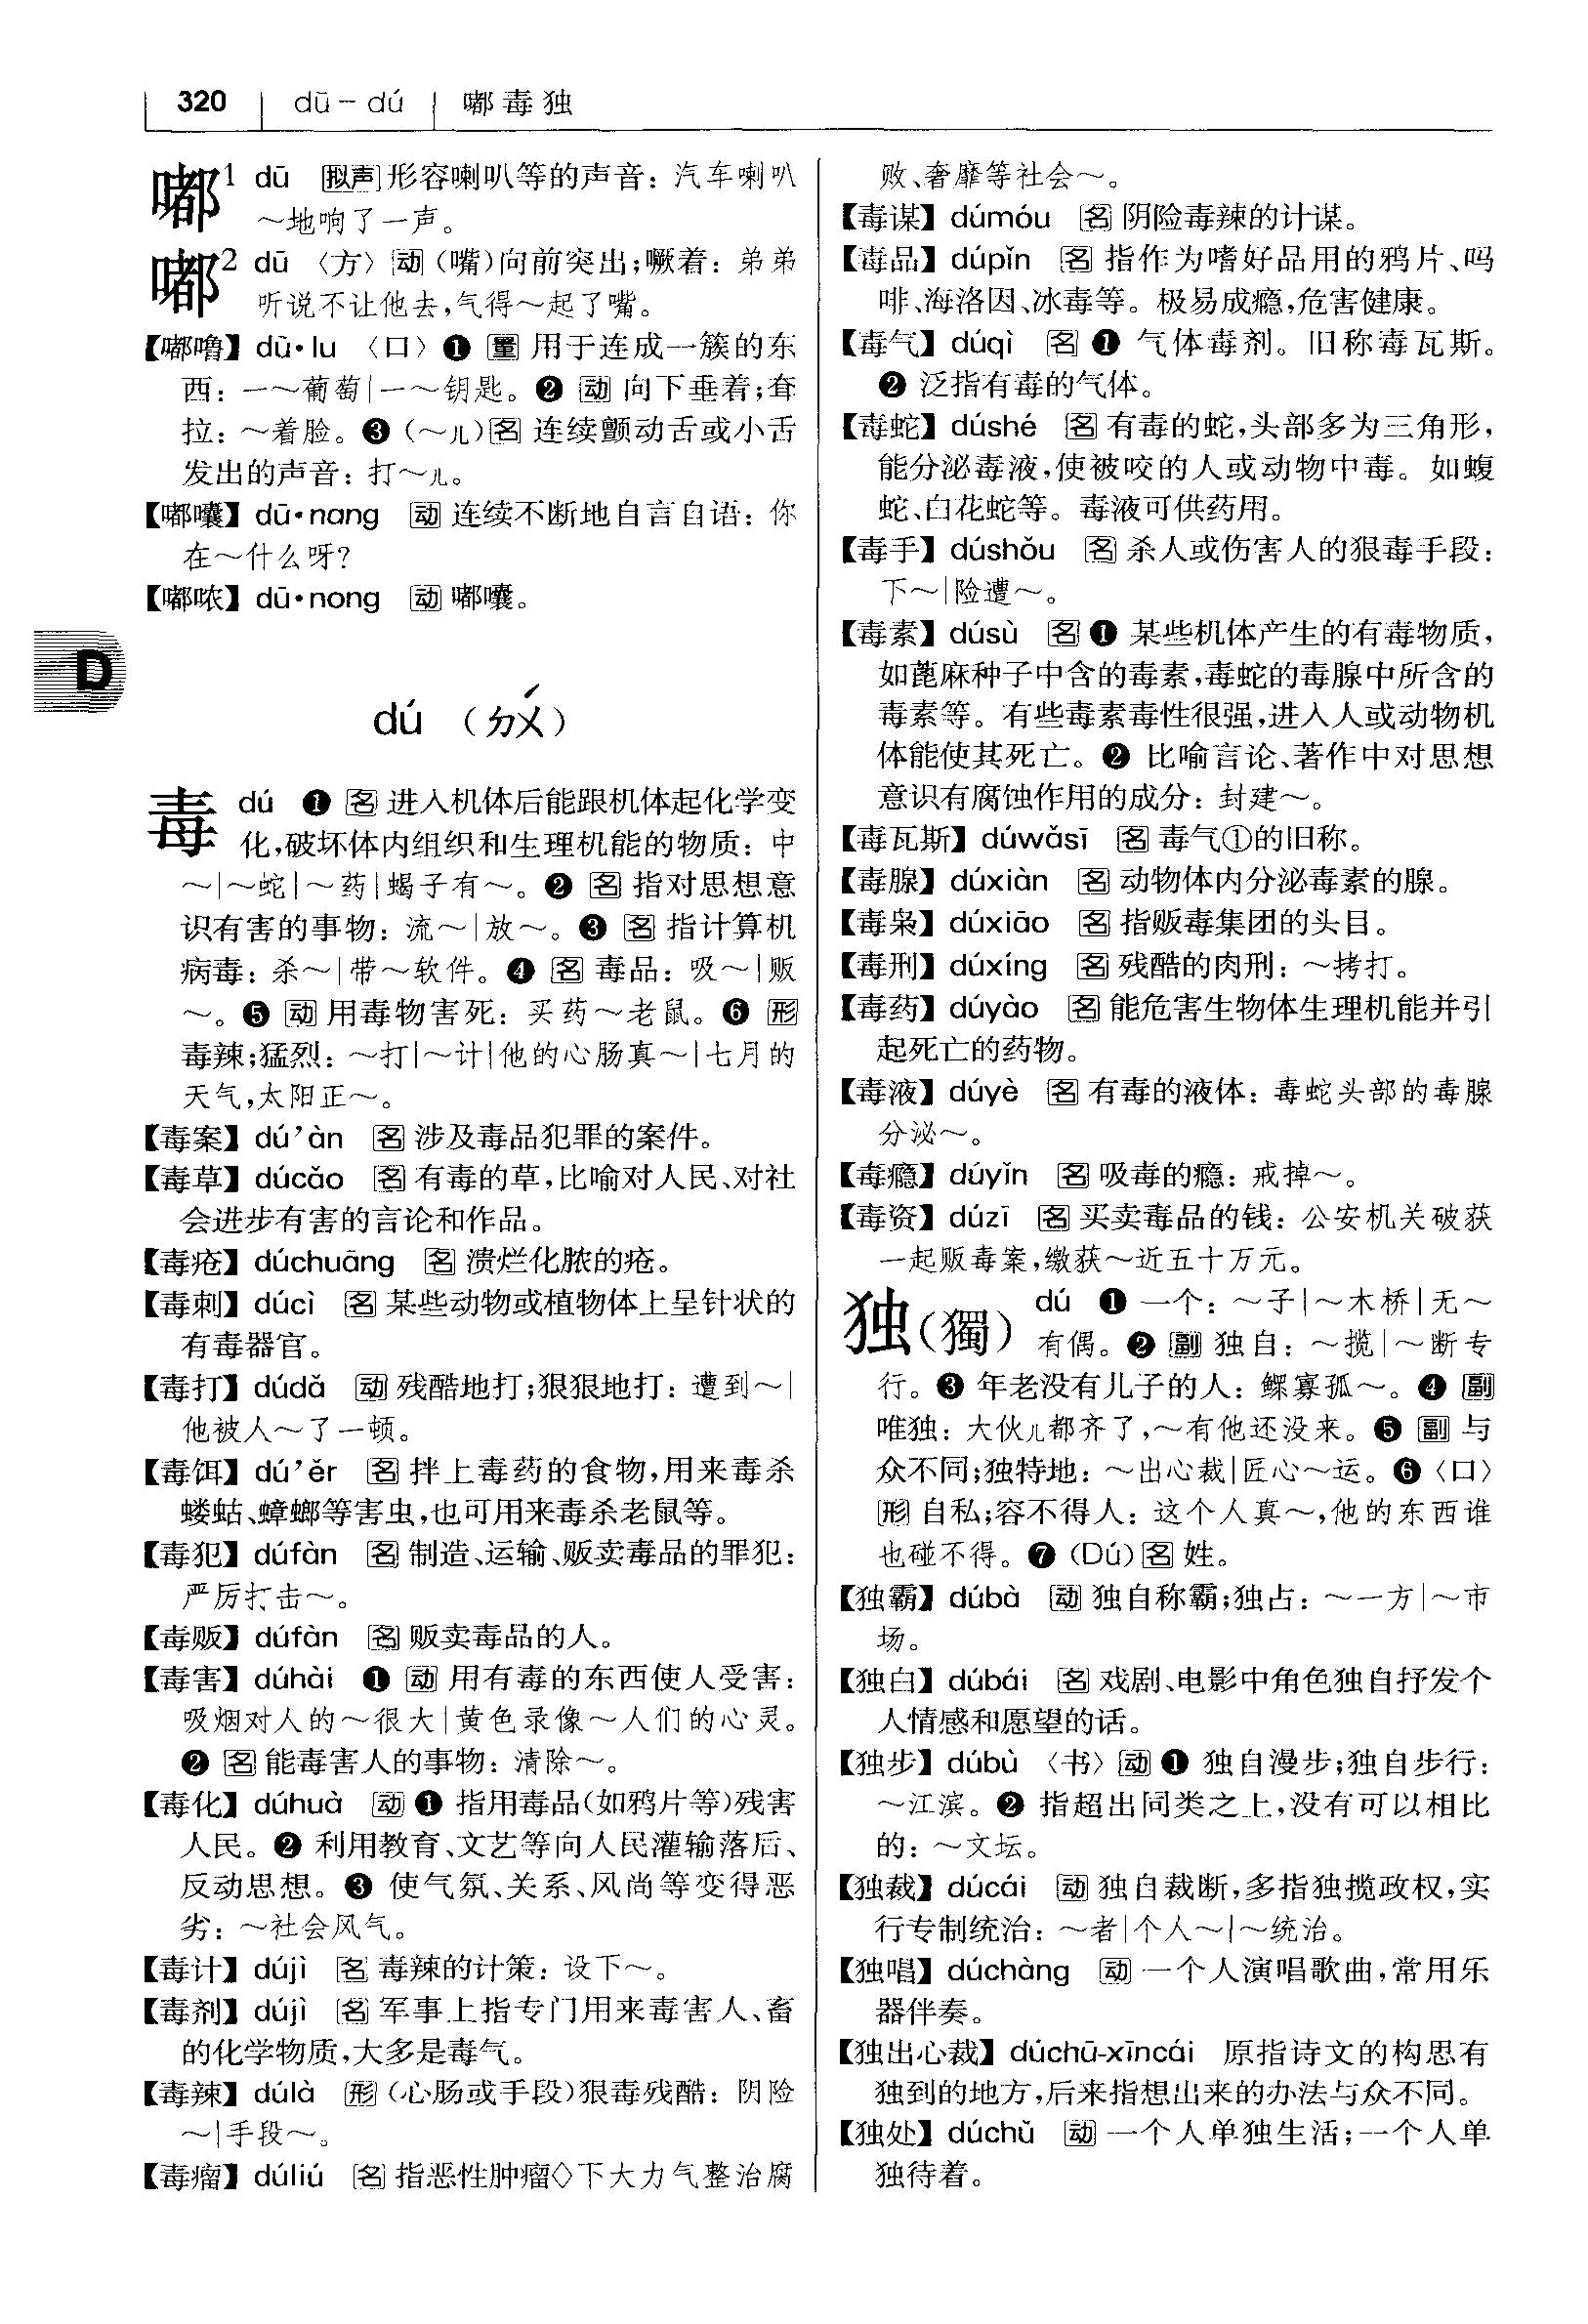 320 dū－dú 嘟毒独
嘟1 dū 拟声 形容喇叭等的声音：汽车喇叭
～地响了一声。
嘟2 dū 〈方〉动（嘴）向前突出；噘着：弟弟
听说不让他去，气得～起了嘴。
【嘟噜】dū·lu 〈口〉❶ 量 用于连成一簇的东
西：一～葡萄｜一～钥匙。❷ 动 向下垂着；耷
拉：～着脸。❸（～儿）名 连续颤动舌或小舌
发出的声音：打～儿。
【嘟囔】dū·nang 动 连续不断地自言自语：你
在～什么呀？
【嘟哝】dū·nong 动 嘟囔。
D
dú （ㄉㄨˊ）
毒 dú ❶ 名 进入机体后能跟机体起化学变
化，破坏体内组织和生理机能的物质：中
～｜～蛇｜～药｜蝎子有～。❷ 名 指对思想意
识有害的事物：流～｜放～。❸ 名 指计算机
病毒：杀～｜带～软件。❹ 名 毒品：吸～｜贩
～。❺ 动 用毒物害死：买药～老鼠。❻ 形
毒辣；猛烈：～打｜～计｜他的心肠真～｜七月的
天气，太阳正～。
【毒案】dú’àn 名 涉及毒品犯罪的案件。
【毒草】dúcǎo 名 有毒的草，比喻对人民、对社
会进步有害的言论和作品。
【毒疮】dúchuāng 名 溃烂化脓的疮。
【毒刺】dúcì 名 某些动物或植物体上呈针状的
有毒器官。
【毒打】dúdǎ 动 残酷地打；狠狠地打：遭到～｜
他被人～了一顿。
【毒饵】dú’ěr 名 拌上毒药的食物，用来毒杀
蝼蛄、蟑螂等害虫，也可用来毒杀老鼠等。
【毒犯】dúfàn 名 制造、运输、贩卖毒品的罪犯：
严厉打击～。
【毒贩】dúfàn 名 贩卖毒品的人。
【毒害】dúhài ❶ 动 用有毒的东西使人受害：
吸烟对人的～很大｜黄色录像～人们的心灵。
❷ 名 能毒害人的事物：清除～。
【毒化】dúhuà 动 ❶ 指用毒品（如鸦片等）残害
人民。❷ 利用教育、文艺等向人民灌输落后、
反动思想。❸ 使气氛、关系、风尚等变得恶
劣：～社会风气。
【毒计】dújì 名 毒辣的计策：设下～。
【毒剂】dújì 名 军事上指专门用来毒害人、畜
的化学物质，大多是毒气。
【毒辣】dúlà 形（心肠或手段）狠毒残酷：阴险
～｜手段～。
【毒瘤】dúliú 名 指恶性肿瘤◇下大力气整治腐
败、奢靡等社会～。
【毒谋】dúmóu 名 阴险毒辣的计谋。
【毒品】dúpǐn 名 指作为嗜好品用的鸦片、吗
啡、海洛因、冰毒等。极易成瘾，危害健康。
【毒气】dúqì 名 ❶ 气体毒剂。旧称毒瓦斯。
❷ 泛指有毒的气体。
【毒蛇】dúshé 名 有毒的蛇，头部多为三角形，
能分泌毒液，使被咬的人或动物中毒。如蝮
蛇、白花蛇等。毒液可供药用。
【毒手】dúshǒu 名 杀人或伤害人的狠毒手段：
下～｜险遭～。
【毒素】dúsù 名 ❶ 某些机体产生的有毒物质，
如蓖麻种子中含的毒素，毒蛇的毒腺中所含的
毒素等。有些毒素毒性很强，进入人或动物机
体能使其死亡。❷ 比喻言论、著作中对思想
意识有腐蚀作用的成分：封建～。
【毒瓦斯】dúwǎsī 名 毒气①的旧称。
【毒腺】dúxiàn 名 动物体内分泌毒素的腺。
【毒枭】dúxiāo 名 指贩毒集团的头目。
【毒刑】dúxíng 名 残酷的肉刑：～拷打。
【毒药】dúyào 名 能危害生物体生理机能并引
起死亡的药物。
【毒液】dúyè 名 有毒的液体：毒蛇头部的毒腺
分泌～。
【毒瘾】dúyǐn 名 吸毒的瘾：戒掉～。
【毒资】dúzī 名 买卖毒品的钱：公安机关破获
一起贩毒案，缴获～近五十万元。
独（獨） dú ❶ 一个：～子｜～木桥｜无～
有偶。❷ 副 独自：～揽｜～断专
行。❸ 年老没有儿子的人：鳏寡孤～。❹ 副
唯独：大伙儿都齐了，～有他还没来。❺ 副 与
众不同；独特地：～出心裁｜匠心～运。❻〈口〉
形 自私；容不得人：这个人真～，他的东西谁
也碰不得。❼（Dú）名 姓。
【独霸】dúbà 动 独自称霸；独占：～一方｜～市
场。
【独白】dúbái 名 戏剧、电影中角色独自抒发个
人情感和愿望的话。
【独步】dúbù 〈书〉动 ❶ 独自漫步；独自步行：
～江滨。❷ 指超出同类之上，没有可以相比
的：～文坛。
【独裁】dúcái 动 独自裁断，多指独揽政权，实
行专制统治：～者｜个人～｜～统治。
【独唱】dúchàng 动 一个人演唱歌曲，常用乐
器伴奏。
【独出心裁】dúchū-xīncái 原指诗文的构思有
独到的地方，后来指想出来的办法与众不同。
【独处】dúchǔ 动 一个人单独生活；一个人单
独待着。